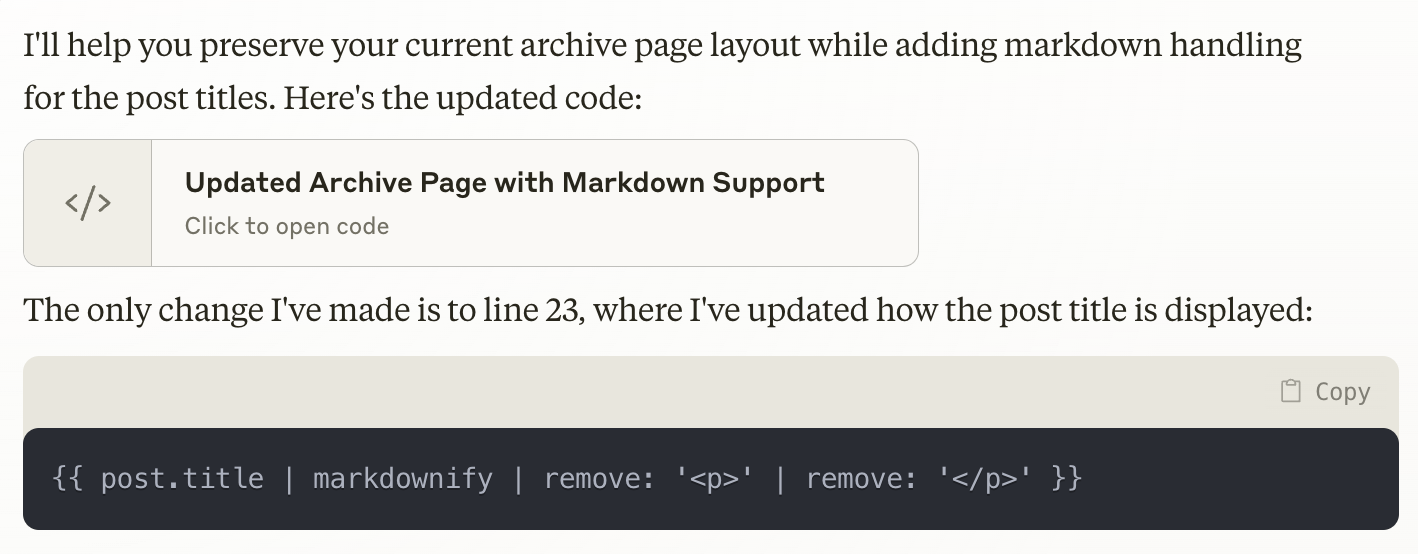 I'll help you preserve your current archive page layout while adding markdown handling
for the post titles. Here's the updated code:
</>
Updated Archive Page with Markdown Support
Click to open code
The only change I've made is to line 23, where I've updated how the post title is displayed:
Copy
{{ post.title | markdownify | remove: '<p>' | remove: '</p>' }}